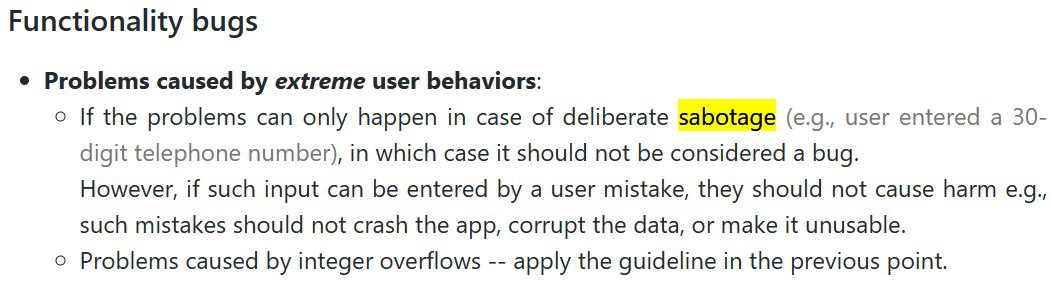 Functionality bugs
• Problems caused by extreme user behaviors:
○ If the problems can only happen in case of deliberate sabotage (e.g., user entered a 30-
digit telephone number), in which case it should not be considered a bug.
However, if such input can be entered by a user mistake, they should not cause harm e.g.,
such mistakes should not crash the app, corrupt the data, or make it unusable.
○ Problems caused by integer overflows -- apply the guideline in the previous point.